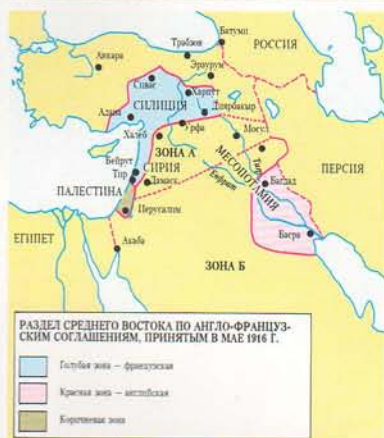 Батуми
Трабзон
РОССИЯ
Анкара
Эрзурум
Сивас
Харпут
СИЛИЦИЯ
Диярбакыр
Адана
Урфа
Халеб
Мосул
ЗОНА А
МЕСОПОТАМИЯ
Тигр
ПЕРСИЯ
Бейрут
СИРИЯ
Тир
Дамаск
Евфрат
Багдад
ПАЛЕСТИНА
Иерусалим
Басра
ЕГИПЕТ
Акаба
ЗОНА Б
РАЗДЕЛ СРЕДНЕГО ВОСТОКА ПО АНГЛО-ФРАНЦУЗ-
СКИМ СОГЛАШЕНИЯМ, ПРИНЯТЫМ В МАЕ 1916 Г.
Голубая зона — французская
Красная зона — английская
Коричневая зона